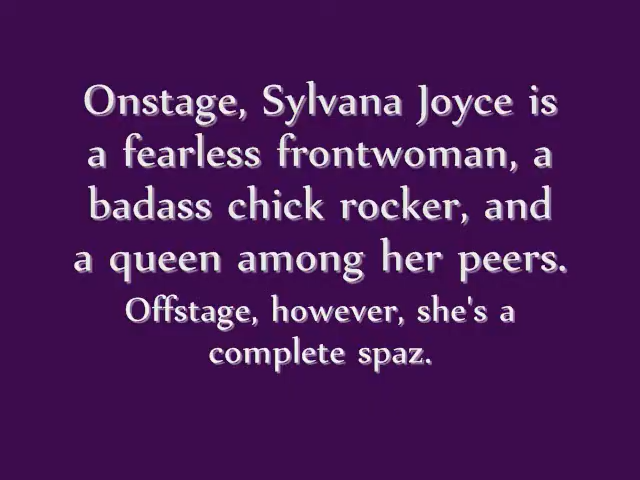 Onstage, Sylvana Joyce is
a fearless frontwoman, a
badass chick rocker, and
a queen among her peers.
Offstage, however, she's a
complete spaz.